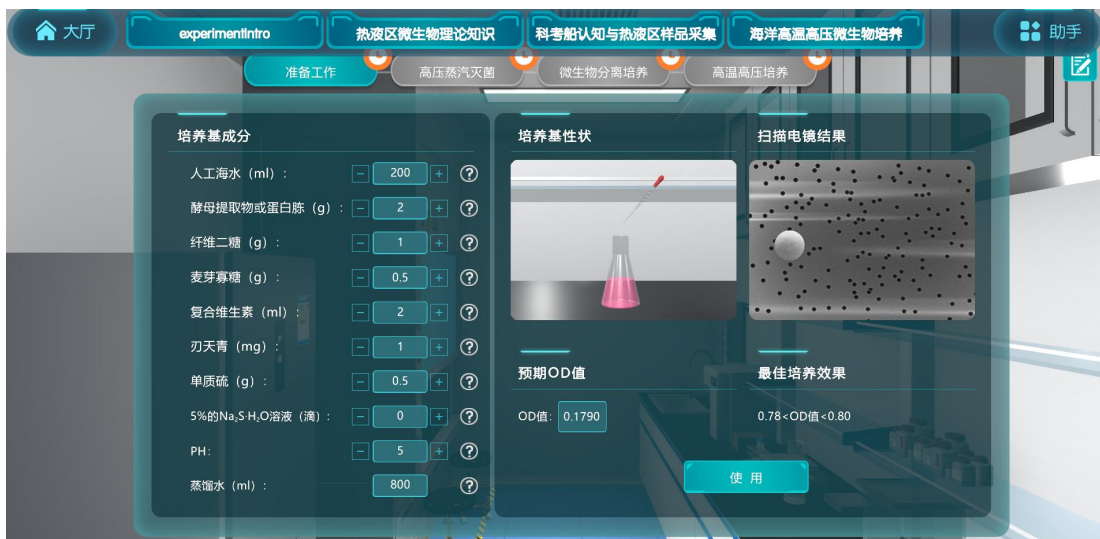 大厅
experimentIntro
热液区微生物理论知识
科考船认知与热液区样品采集
海洋高温高压微生物培养
助手
准备工作
高压蒸汽灭菌
微生物分离培养
高温高压培养
培养基成分
人工海水（ml）: - 200 + ?
酵母提取物或蛋白胨（g）: - 2 + ?
纤维二糖（g）: - 1 + ?
麦芽寡糖（g）: - 0.5 + ?
复合维生素（ml）: - 2 + ?
刃天青（mg）: - 1 + ?
单质硫（g）: - 0.5 + ?
5%的Na₂S·H₂O溶液（滴）: - 0 + ?
PH: - 5 + ?
蒸馏水（ml）: 800 ?
培养基性状
扫描电镜结果
预期OD值
OD值: 0.1790
最佳培养效果
0.78<OD值<0.80
使用